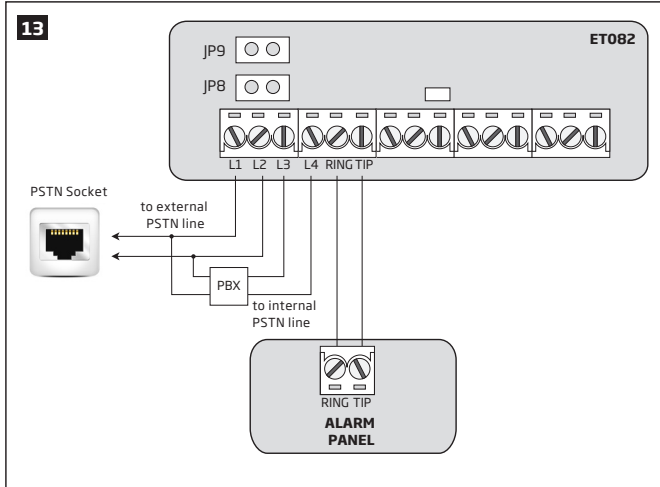 13
ET082
JP9
JP8
L1 L2 L3 L4 RING TIP
PSTN Socket
to external
PSTN line
PBX
to internal
PSTN line
RING TIP
ALARM
PANEL